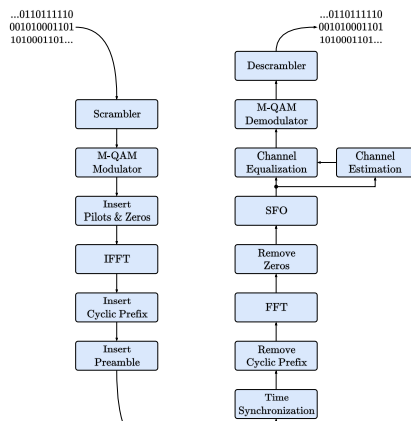 ...0110111110
001010001101
1010001101...
Scrambler
M-QAM
Modulator
Insert
Pilots & Zeros
IFFT
Insert
Cyclic Prefix
Insert
Preamble
...0110111110
001010001101
1010001101...
Descrambler
M-QAM
Demodulator
Channel
Equalization
Channel
Estimation
SFO
Remove
Zeros
FFT
Remove
Cyclic Prefix
Time
Synchronization